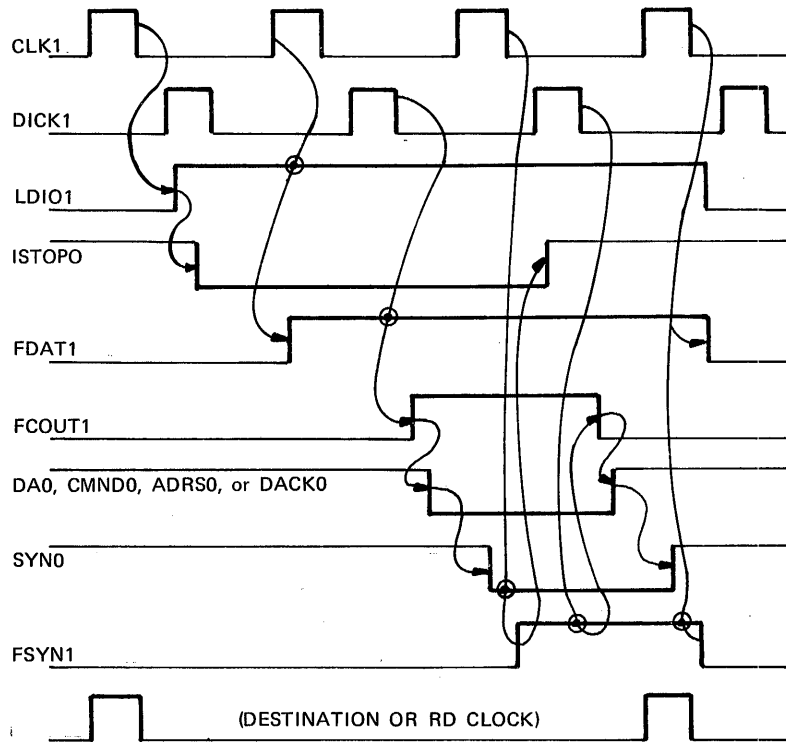 CLK1
DICK1
LDIO1
ISTOPO
FDAT1
FCOUT1
DA0, CMND0, ADRS0, or DACK0
SYN0
FSYN1
(DESTINATION OR RD CLOCK)